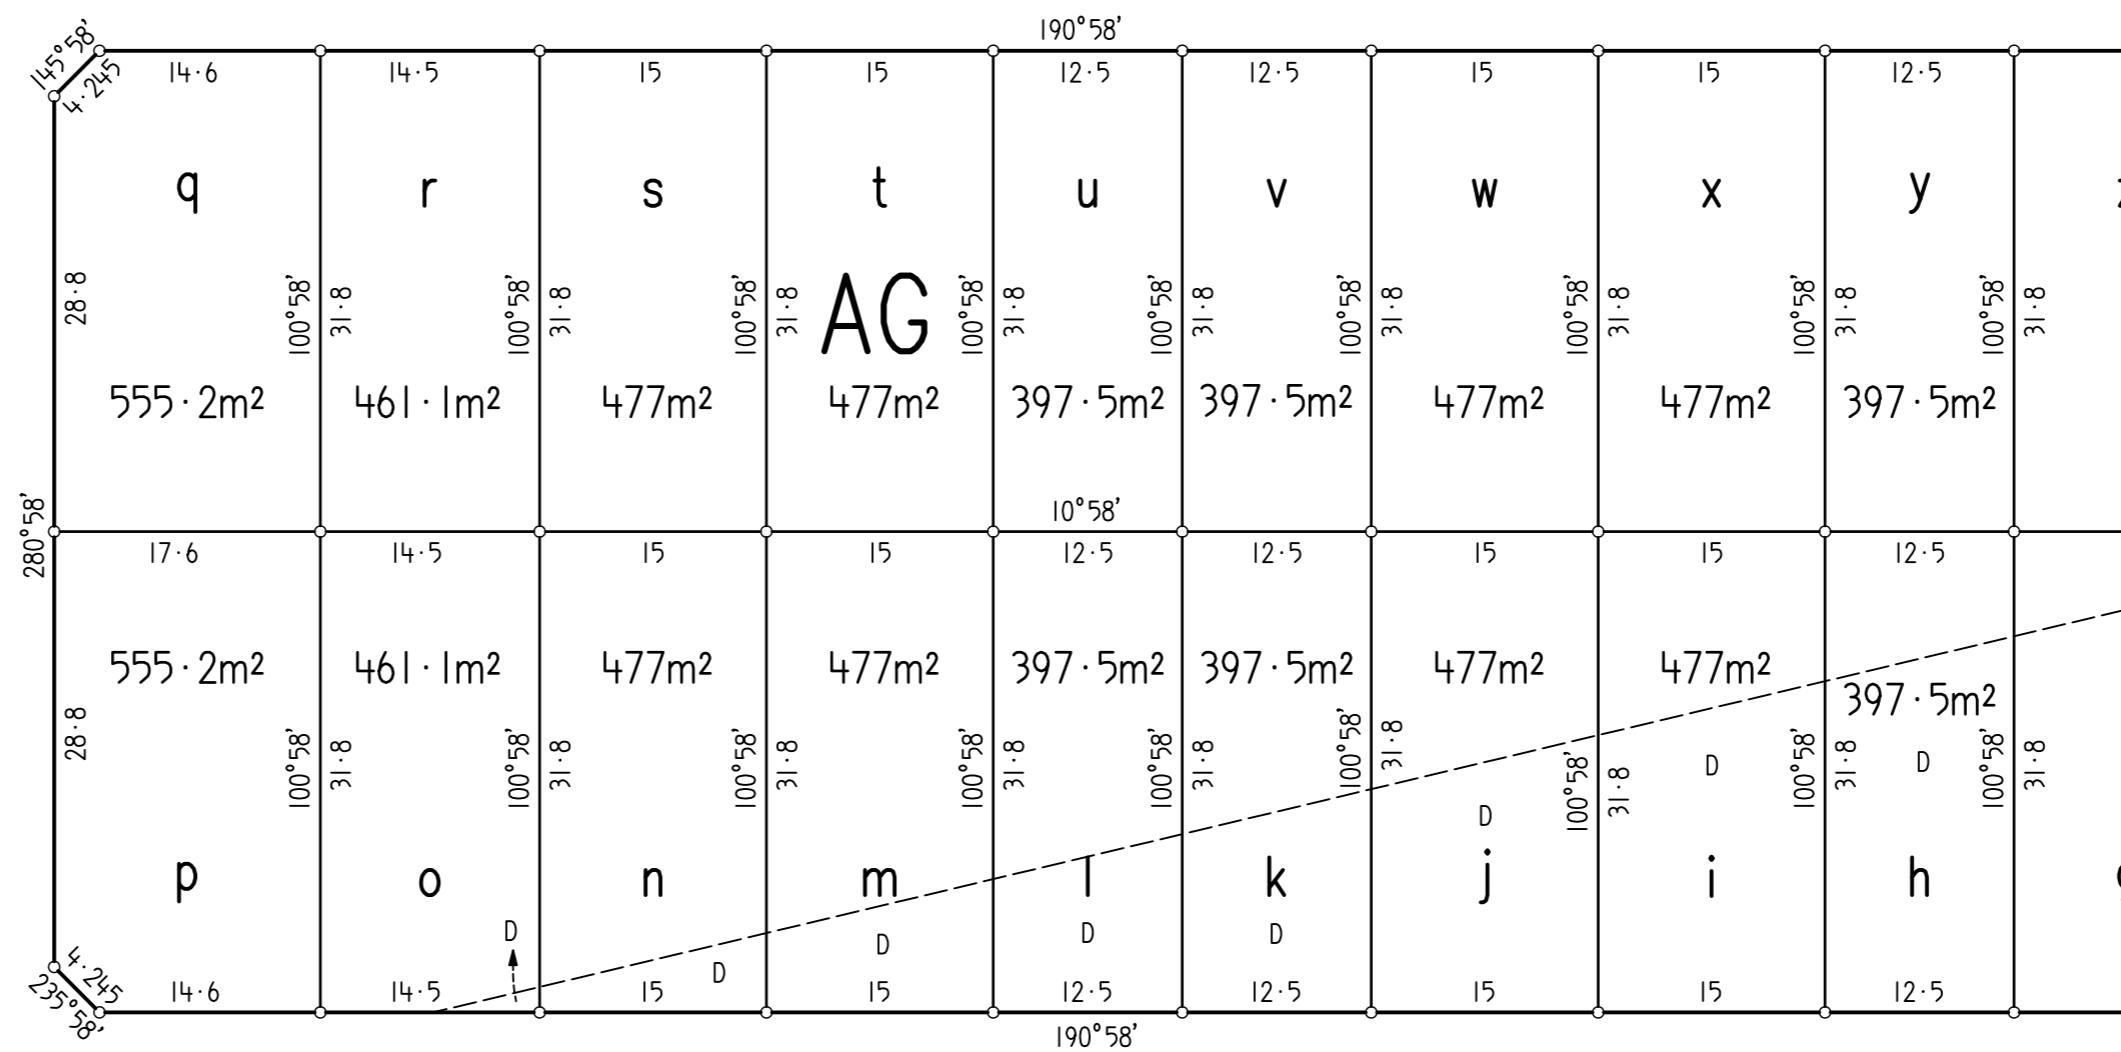 190°58'
145°58'
4·245
14·6 14·5 15 15 12·5 12·5 15 15 12·5
q r s t u v w x y
AG
28·8
100°58' 31·8 100°58' 31·8 100°58' 31·8 100°58' 31·8 100°58' 31·8 100°58' 31·8 100°58' 31·8 100°58' 31·8 100°58' 31·8
555·2m² 461·1m² 477m² 477m² 397·5m² 397·5m² 477m² 477m² 397·5m²
10°58'
280°58'
17·6 14·5 15 15 12·5 12·5 15 15 12·5
555·2m² 461·1m² 477m² 477m² 397·5m² 397·5m² 477m² 477m² 397·5m²
28·8
100°58' 31·8 100°58' 31·8 100°58' 31·8 100°58' 31·8 100°58' 31·8 100°58' 31·8 100°58' 31·8 100°58' 31·8 100°58' 31·8
D D D
p o n m l k j i h
D D D D D
4·245
235°58'
14·6 14·5 15 15 12·5 12·5 15 15 12·5
190°58'